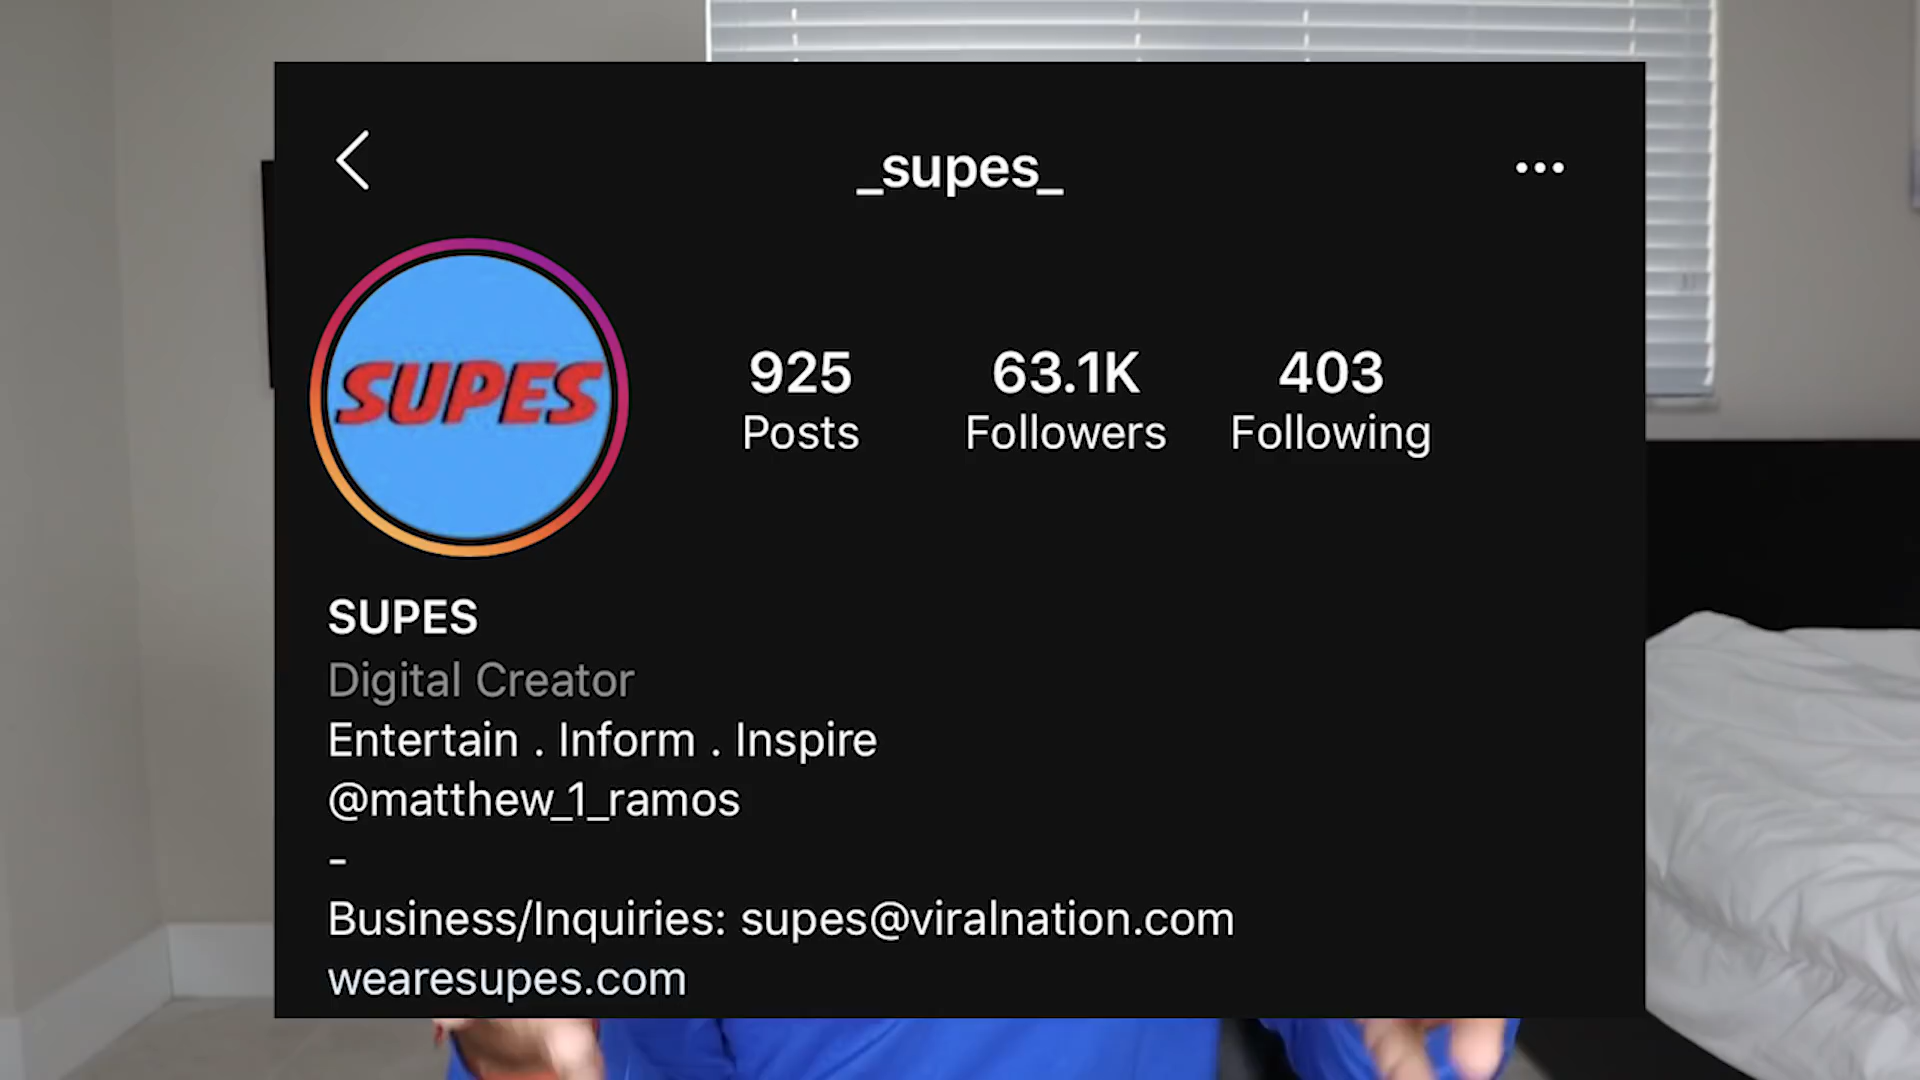 _supes_
SUPES
925 63.1K 403
Posts Followers Following
SUPES
Digital Creator
Entertain . Inform . Inspire
@matthew_1_ramos
-
Business/Inquiries: supes@viralnation.com
wearesupes.com